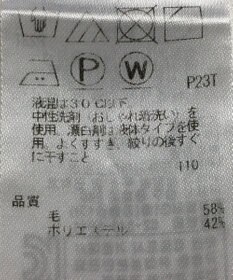 P W P23T
液温は30℃以下
中性洗剤（おしゃれ着洗い）を
使用。漂白剤は液体タイプを使
用。よくすすぎ、絞りの後すぐ
に干すこと
110
品質
毛 58%
ポリエステル 42%